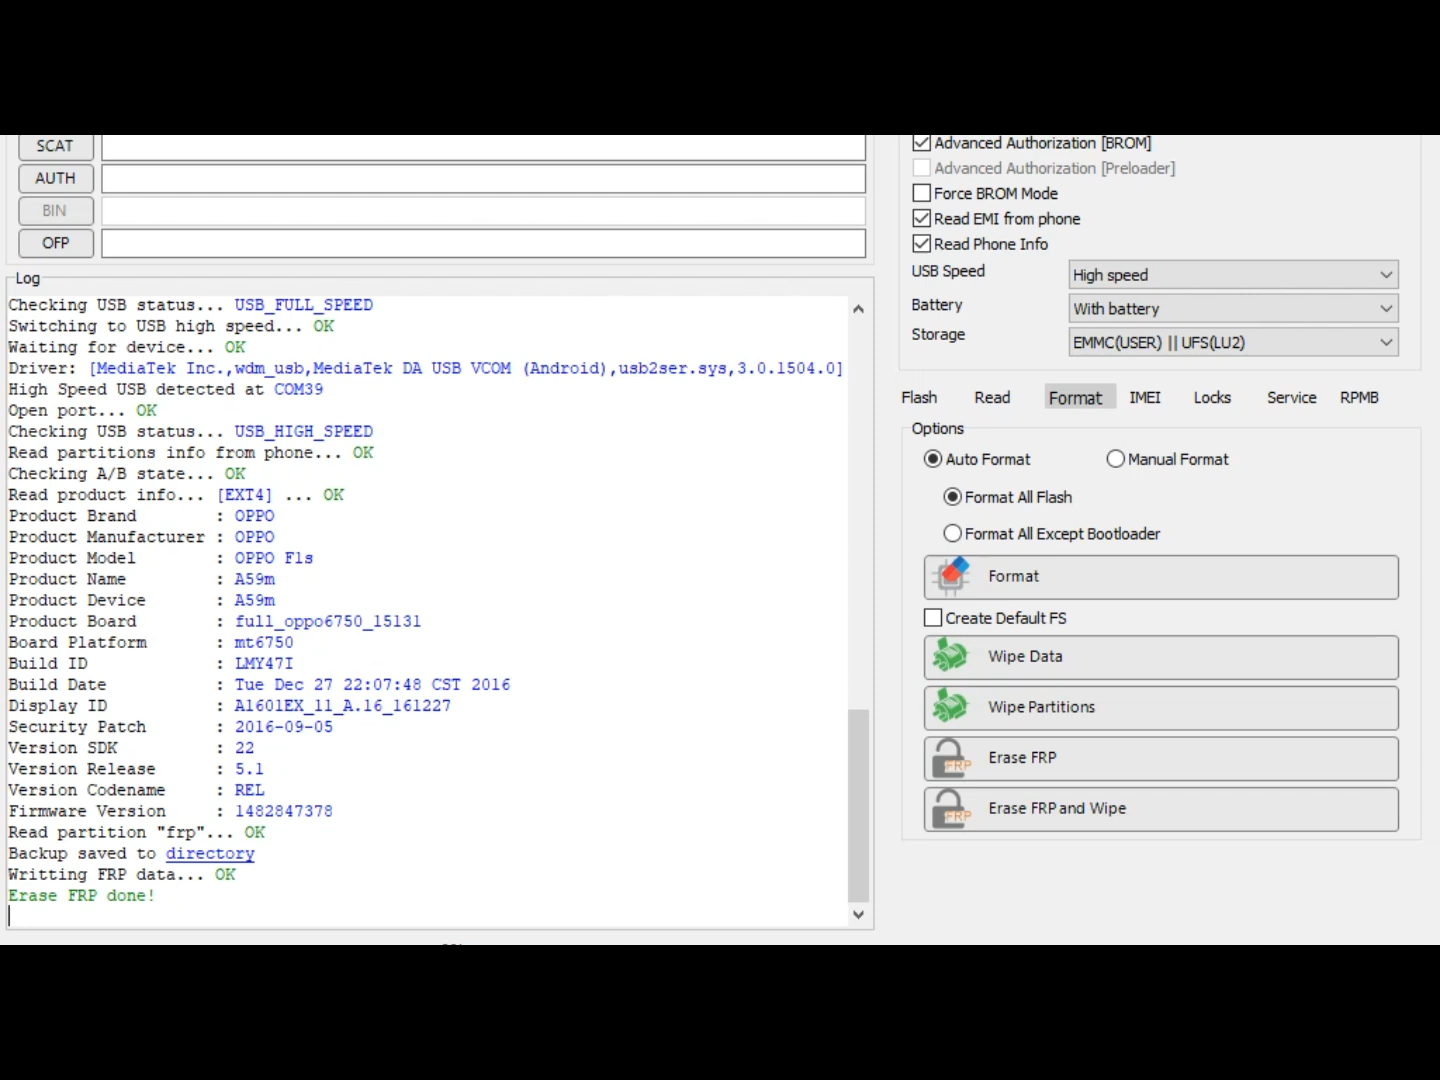 SCAT
AUTH
BIN
OFP
Log
Checking USB status... USB_FULL_SPEED
Switching to USB high speed... OK
Waiting for device... OK
Driver: [MediaTek Inc.,wdm_usb,MediaTek DA USB VCOM (Android),usb2ser.sys,3.0.1504.0]
High Speed USB detected at COM39
Open port... OK
Checking USB status... USB_HIGH_SPEED
Read partitions info from phone... OK
Checking A/B state... OK
Read product info... [EXT4] ... OK
Product Brand : OPPO
Product Manufacturer : OPPO
Product Model : OPPO F1s
Product Name : A59m
Product Device : A59m
Product Board : full_oppo6750_15131
Board Platform : mt6750
Build ID : LMY47I
Build Date : Tue Dec 27 22:07:48 CST 2016
Display ID : A1601EX_11_A.16_161227
Security Patch : 2016-09-05
Version SDK : 22
Version Release : 5.1
Version Codename : REL
Firmware Version : 1482847378
Read partition "frp"... OK
Backup saved to directory
Writting FRP data... OK
Erase FRP done!
Advanced Authorization [BROM]
Advanced Authorization [Preloader]
Force BROM Mode
Read EMI from phone
Read Phone Info
USB Speed High speed
Battery With battery
Storage EMMC(USER) || UFS(LU2)
Flash Read Format IMEI Locks Service RPMB
Options
Auto Format Manual Format
Format All Flash
Format All Except Bootloader
Format
Create Default FS
Wipe Data
Wipe Partitions
FRP Erase FRP
FRP Erase FRP and Wipe